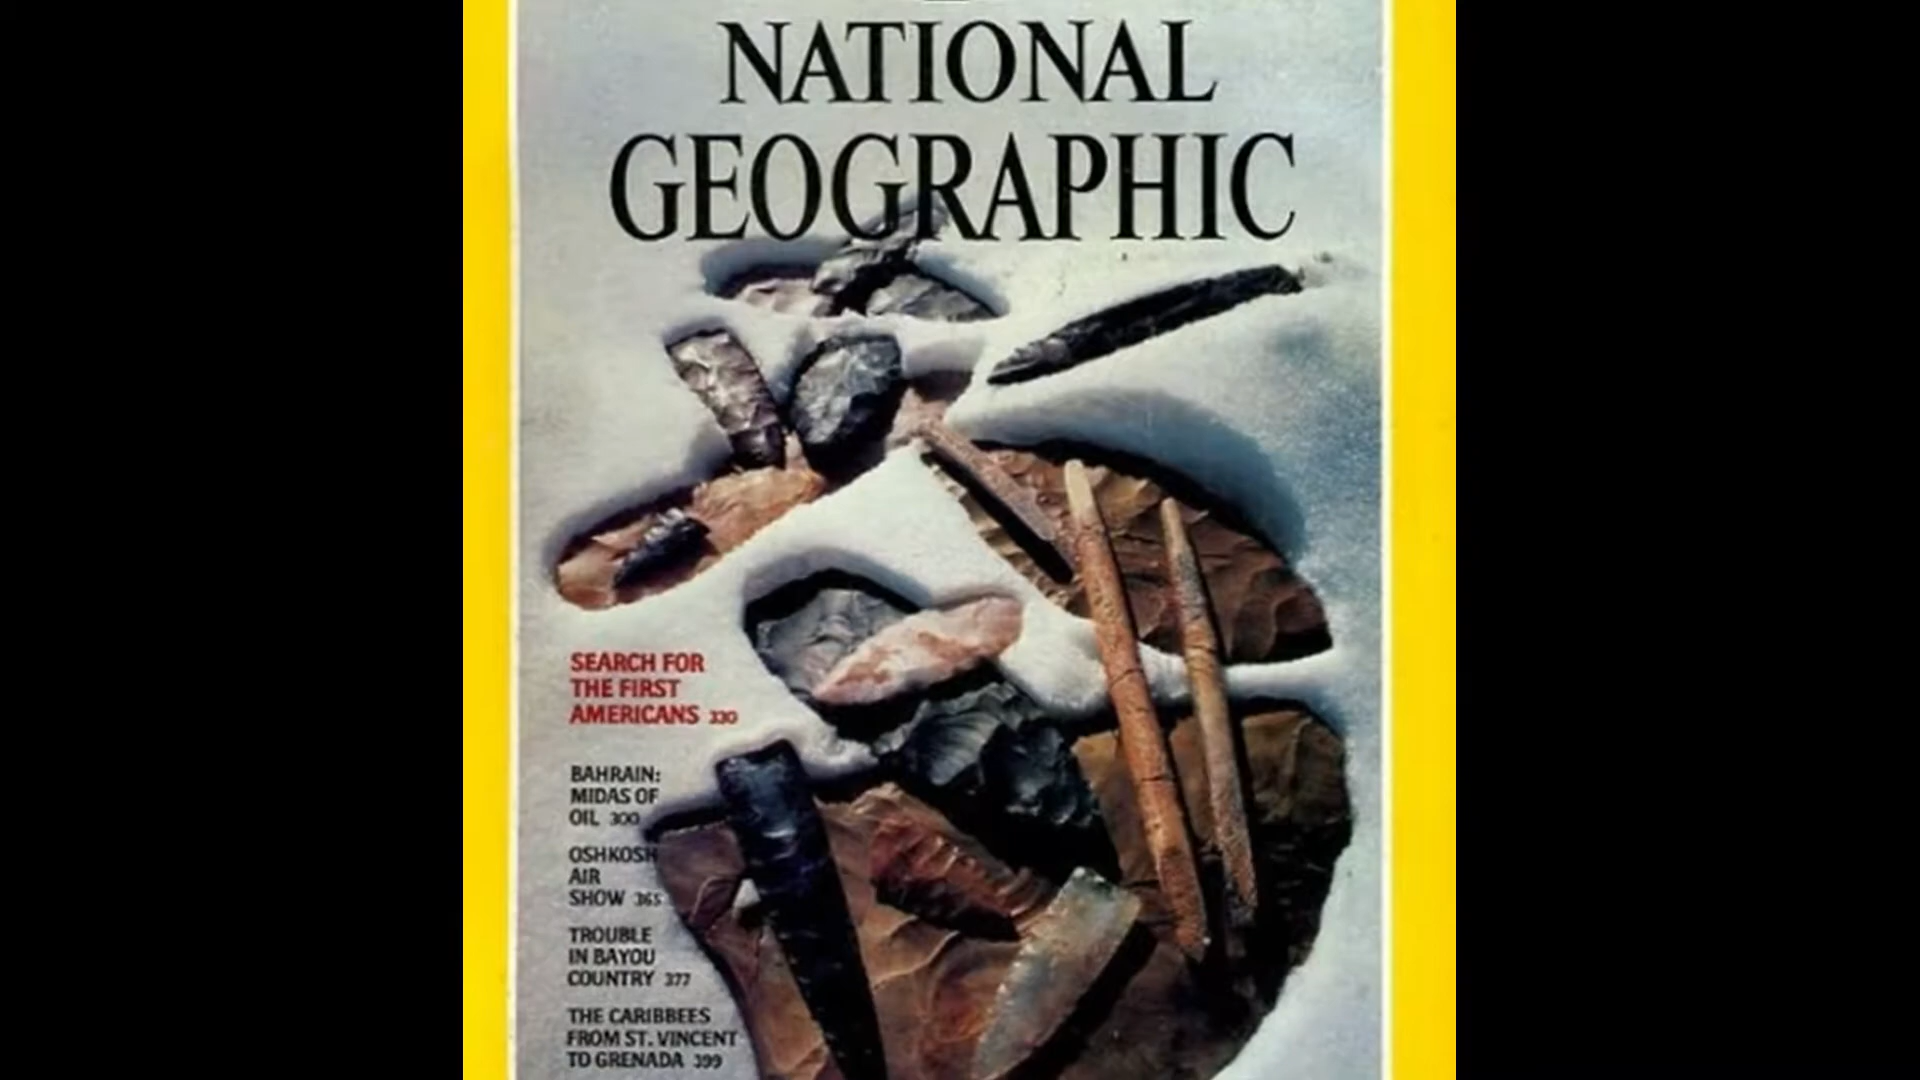 NATIONAL
GEOGRAPHIC
SEARCH FOR
THE FIRST
AMERICANS 330
BAHRAIN:
MIDAS OF
OIL 300
OSHKOSH
AIR
SHOW 365
TROUBLE
IN BAYOU
COUNTRY 377
THE CARIBBEES
FROM ST. VINCENT
TO GRENADA 399